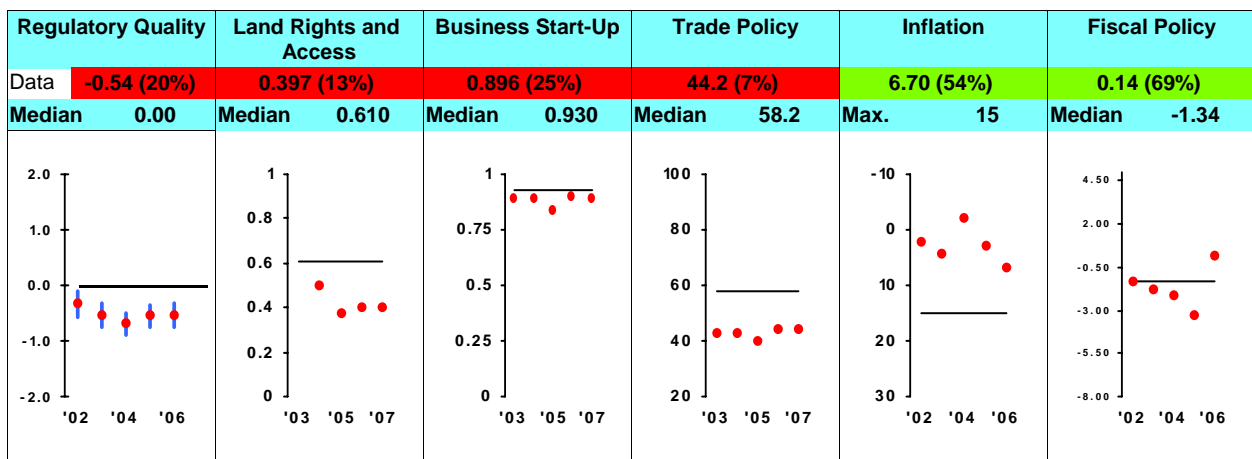 Regulatory Quality
Land Rights and
Access
Business Start-Up
Trade Policy
Inflation
Fiscal Policy
Data -0.54 (20%)
0.397 (13%)
0.896 (25%)
44.2 (7%)
6.70 (54%)
0.14 (69%)
Median 0.00
Median 0.610
Median 0.930
Median 58.2
Max. 15
Median -1.34
2.0
1.0
0.0
-1.0
-2.0
'02 '04 '06
1
0.8
0.6
0.4
0.2
0
'03 '05 '07
1
0.75
0.5
0.25
0
'03 '05 '07
100
80
60
40
20
'03 '05 '07
-10
0
10
20
30
'02 '04 '06
4.50
2.00
-0.50
-3.00
-5.50
-8.00
'02 '04 '06